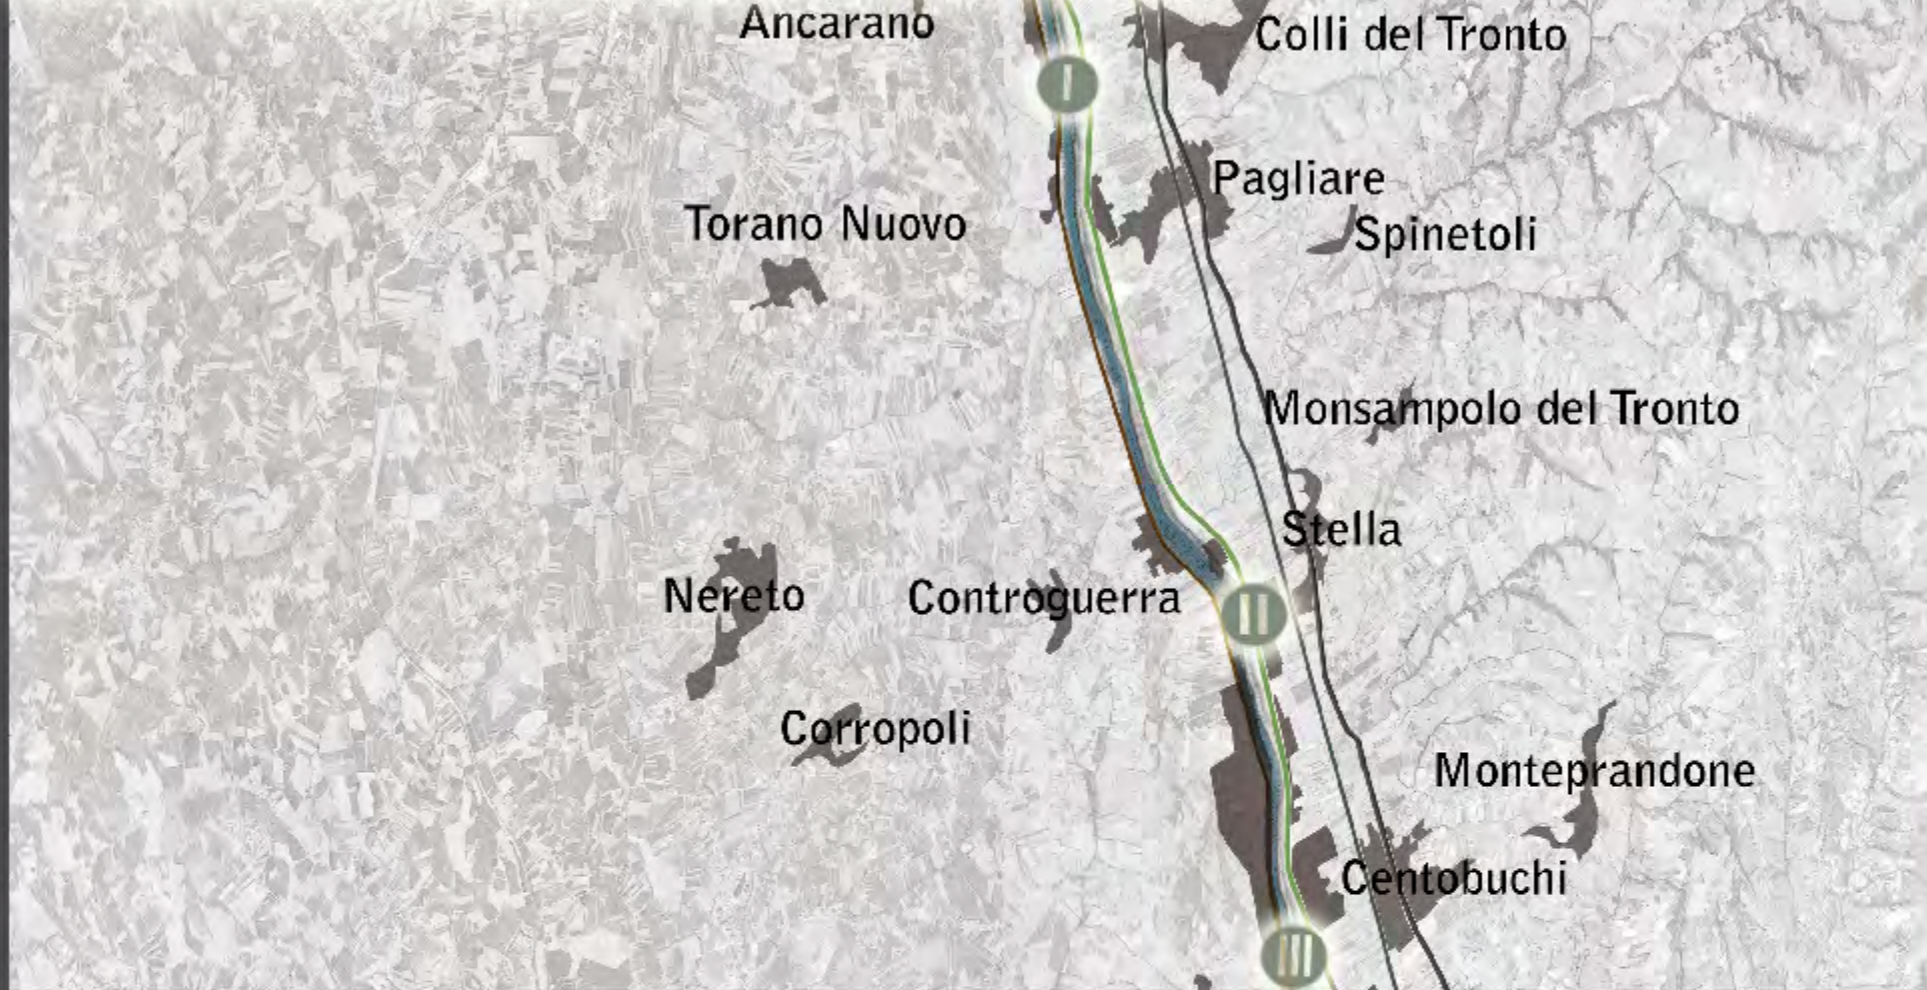 Ancarano
Colli del Tronto
I
Pagliare
Torano Nuovo
Spinetoli
Monsampolo del Tronto
Stella
Nereto
Controguerra
II
Corropoli
Monteprandone
Centobuchi
III